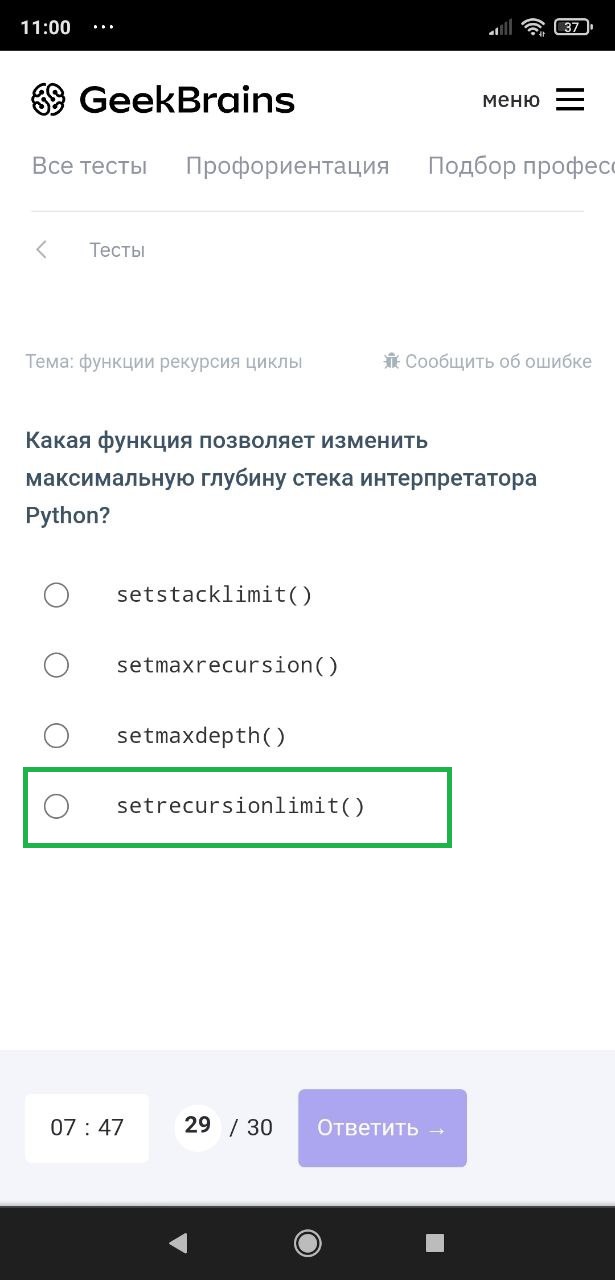 11:00 ... 37
GeekBrains меню
Все тесты Профориентация Подбор профес
Тесты
Тема: функции рекурсия циклы Сообщить об ошибке
Какая функция позволяет изменить
максимальную глубину стека интерпретатора
Python?
setstacklimit()
setmaxrecursion()
setmaxdepth()
setrecursionlimit()
07 : 47 29 / 30 Ответить →